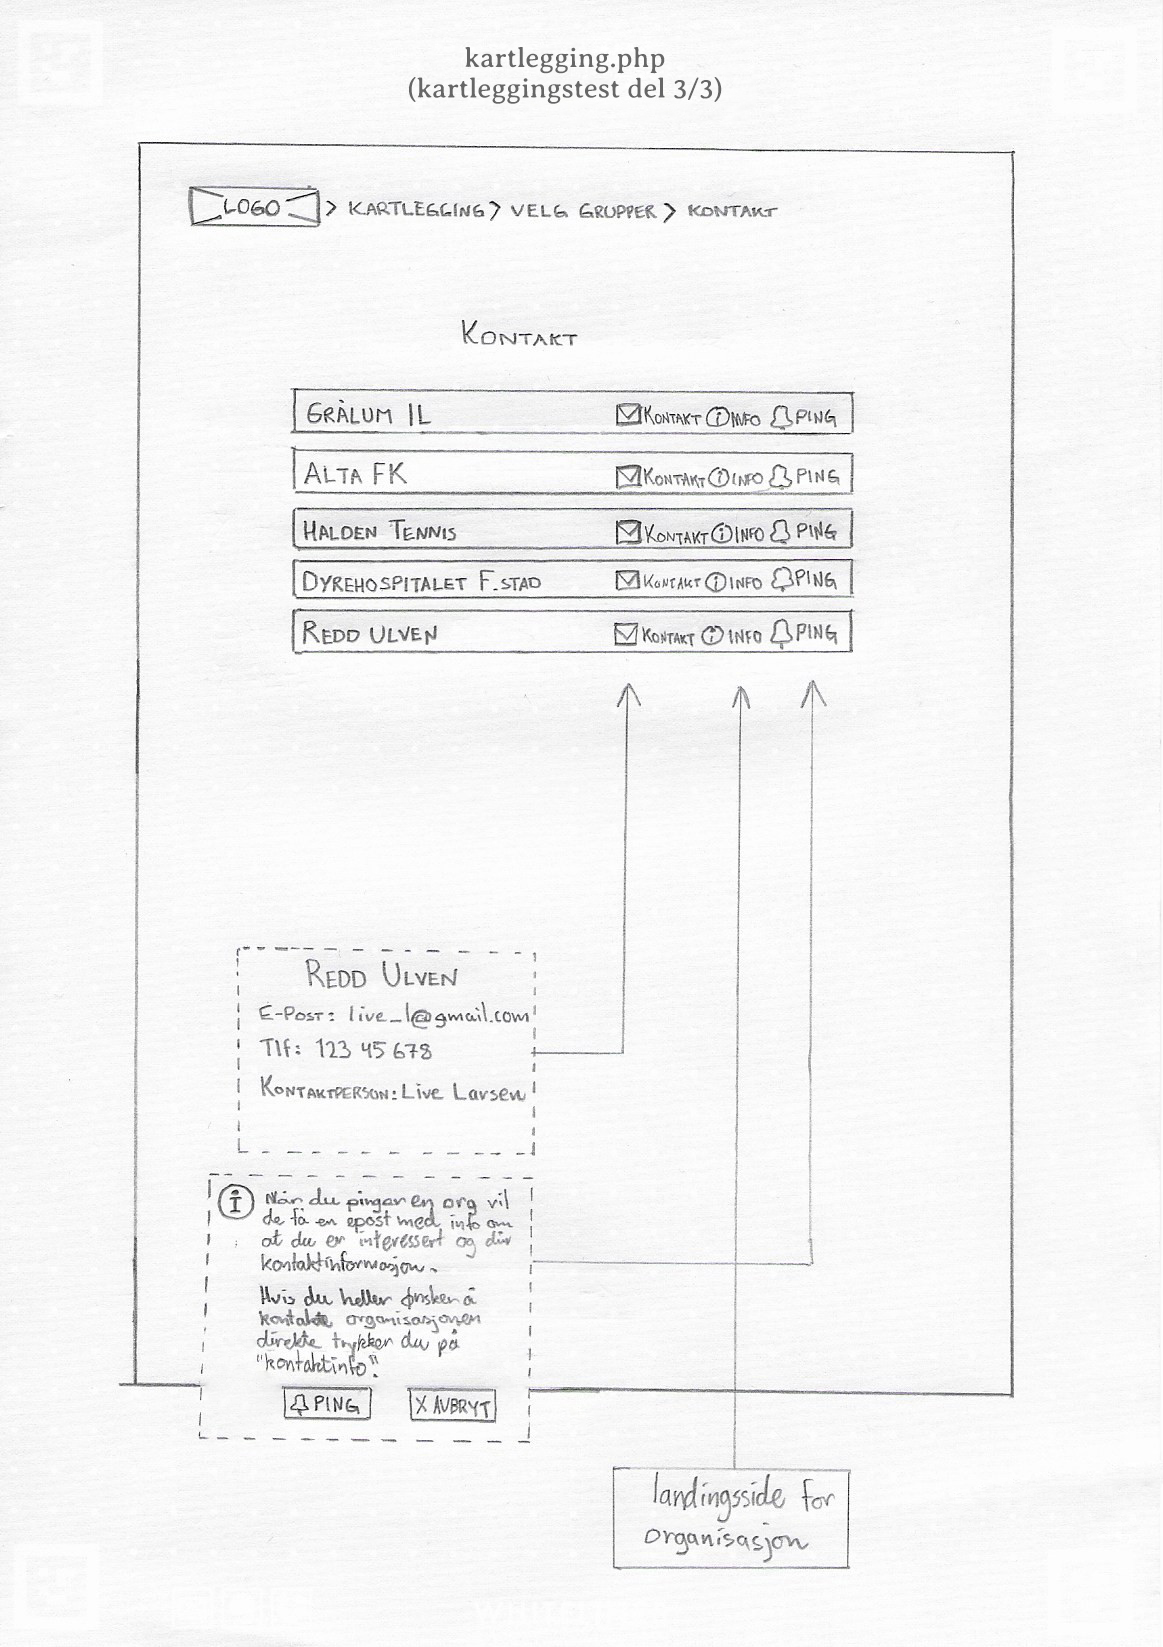 kartlegging.php
(kartleggingstest del 3/3)
LOGO > KARTLEGGING > VELG GRUPPER > KONTAKT
KONTAKT
GRÅLUM IL KONTAKT INFO PING
ALTA FK KONTAKT INFO PING
HALDEN TENNIS KONTAKT INFO PING
DYREHOSPITALET F.STAD KONTAKT INFO PING
REDD ULVEN KONTAKT INFO PING
REDD ULVEN
E-POST: live_l@gmail.com
Tlf: 123 45 678
KONTAKTPERSON: Live Larsen
i Når du pinger en org vil
de få en epost med info om
at du er interessert og din
kontaktinformasjon.
Hvis du heller ønsker å
kontakte organisasjonen
direkte trykker du på
"kontaktinfo".
PING X AVBRYT
landingsside for
organisasjon